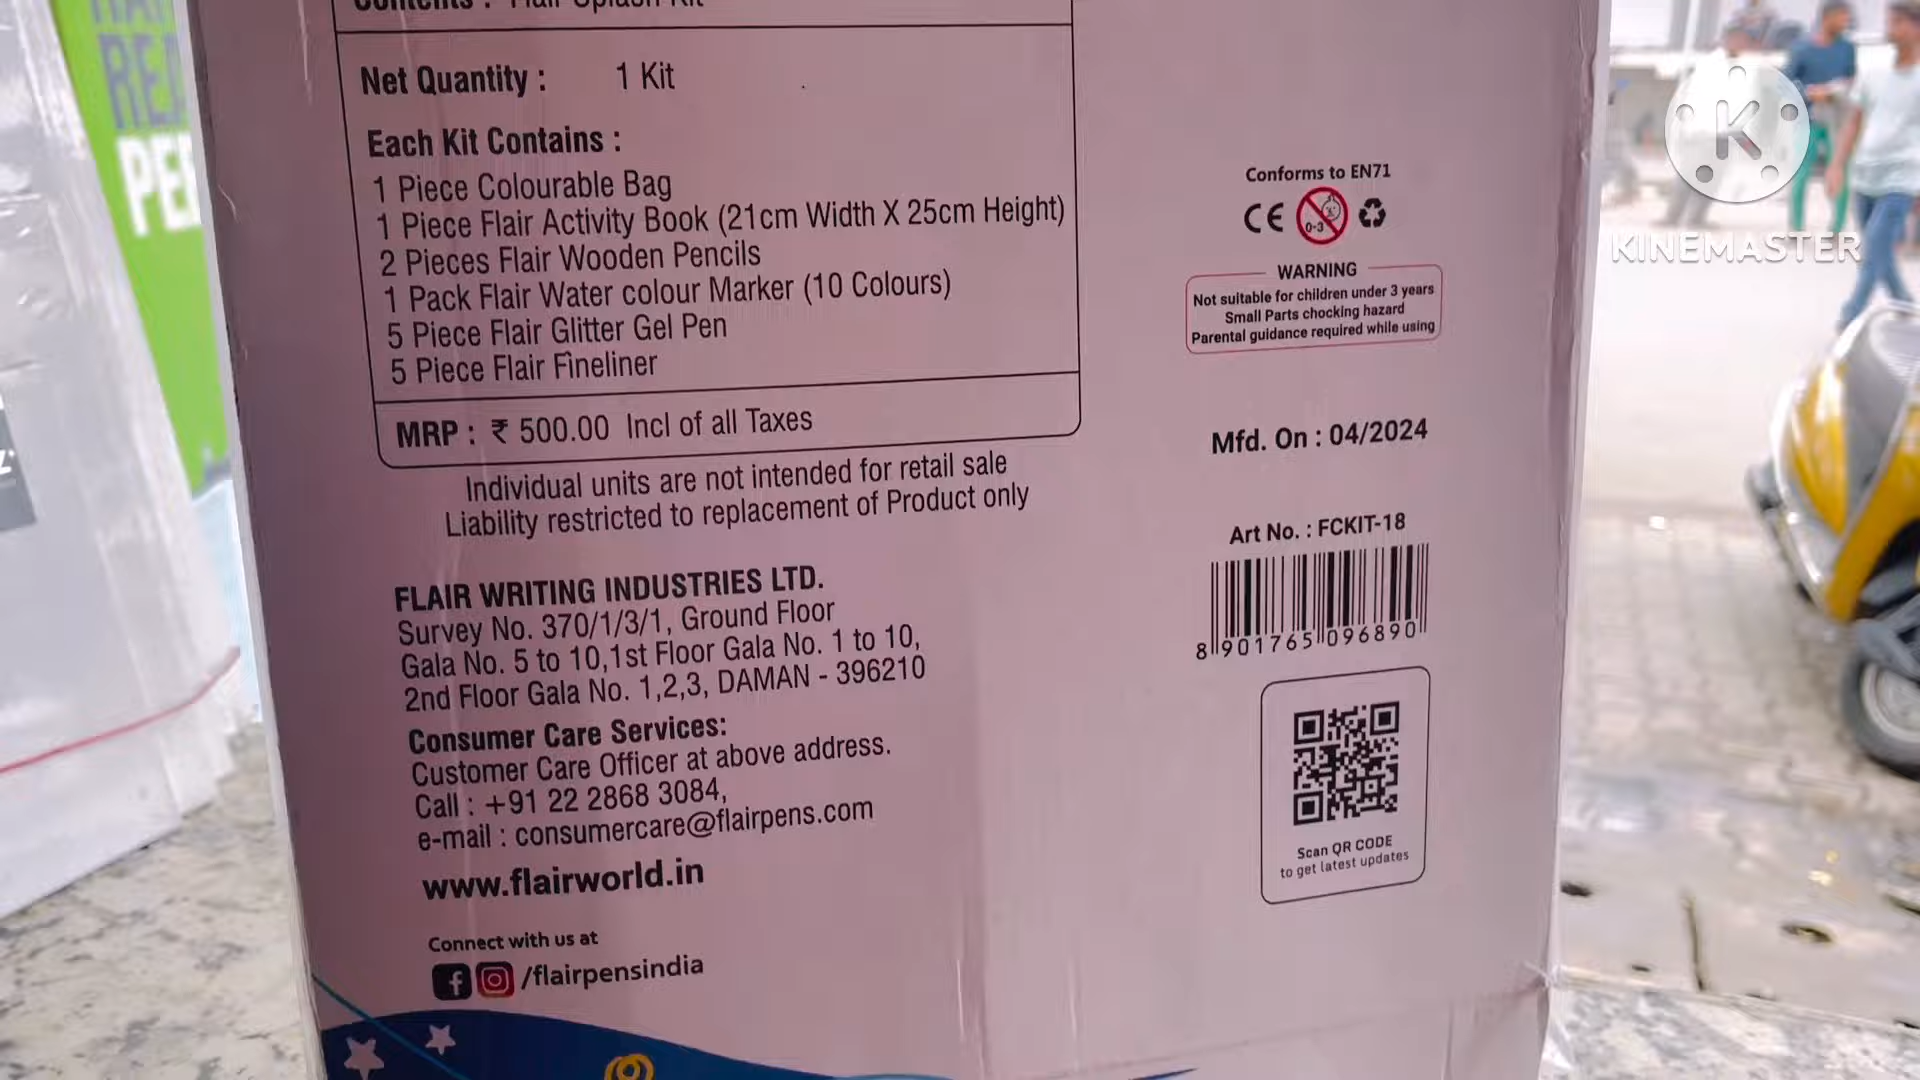 Contents : Flair Splash Kit
Net Quantity : 1 Kit
Each Kit Contains :
1 Piece Colourable Bag
1 Piece Flair Activity Book (21cm Width X 25cm Height)
2 Pieces Flair Wooden Pencils
1 Pack Flair Water colour Marker (10 Colours)
5 Piece Flair Glitter Gel Pen
5 Piece Flair Fineliner
MRP : ₹ 500.00 Incl of all Taxes
Individual units are not intended for retail sale
Liability restricted to replacement of Product only
FLAIR WRITING INDUSTRIES LTD.
Survey No. 370/1/3/1, Ground Floor
Gala No. 5 to 10,1st Floor Gala No. 1 to 10,
2nd Floor Gala No. 1,2,3, DAMAN - 396210
Consumer Care Services:
Customer Care Officer at above address.
Call : +91 22 2868 3084,
e-mail : consumercare@flairpens.com
www.flairworld.in
Connect with us at
/flairpensindia
Conforms to EN71
CE 0-3
WARNING
Not suitable for children under 3 years
Small Parts chocking hazard
Parental guidance required while using
Mfd. On : 04/2024
Art No. : FCKIT-18
8 901765 096890
Scan QR CODE
to get latest updates
K
KINEMASTER